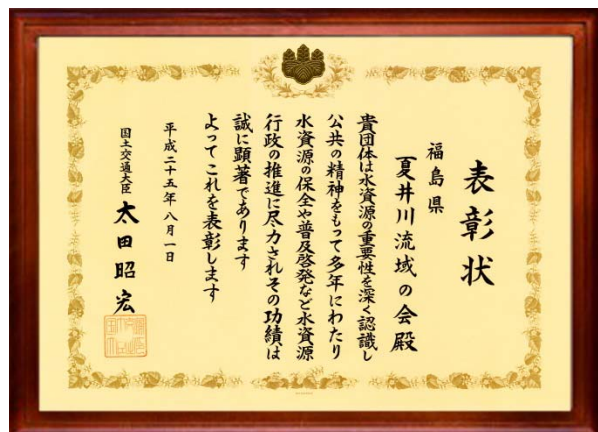 表彰状
福島県
夏井川流域の会殿
貴団体は水資源の重要性を深く認識し
公共の精神をもって多年にわたり
水資源の保全や普及啓発など水資源
行政の推進に尽力されその功績は
誠に顕著であります
よってこれを表彰します
平成二十五年八月一日
国土交通大臣 太田昭宏